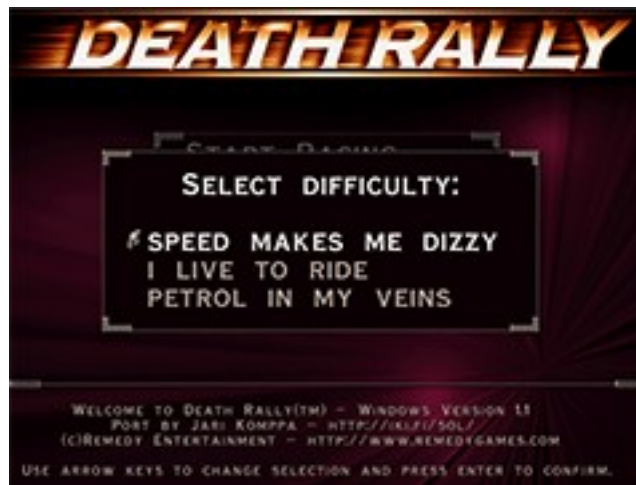 DEATH RALLY
START RACING
SELECT DIFFICULTY:
SPEED MAKES ME DIZZY
I LIVE TO RIDE
PETROL IN MY VEINS
WELCOME TO DEATH RALLY(TM) - WINDOWS VERSION 1.1
PORT BY JARI KOMPPA - HTTP://IKI.FI/SOL/
(C)REMEDY ENTERTAINMENT - HTTP://WWW.REMEDYGAMES.COM
USE ARROW KEYS TO CHANGE SELECTION AND PRESS ENTER TO CONFIRM.